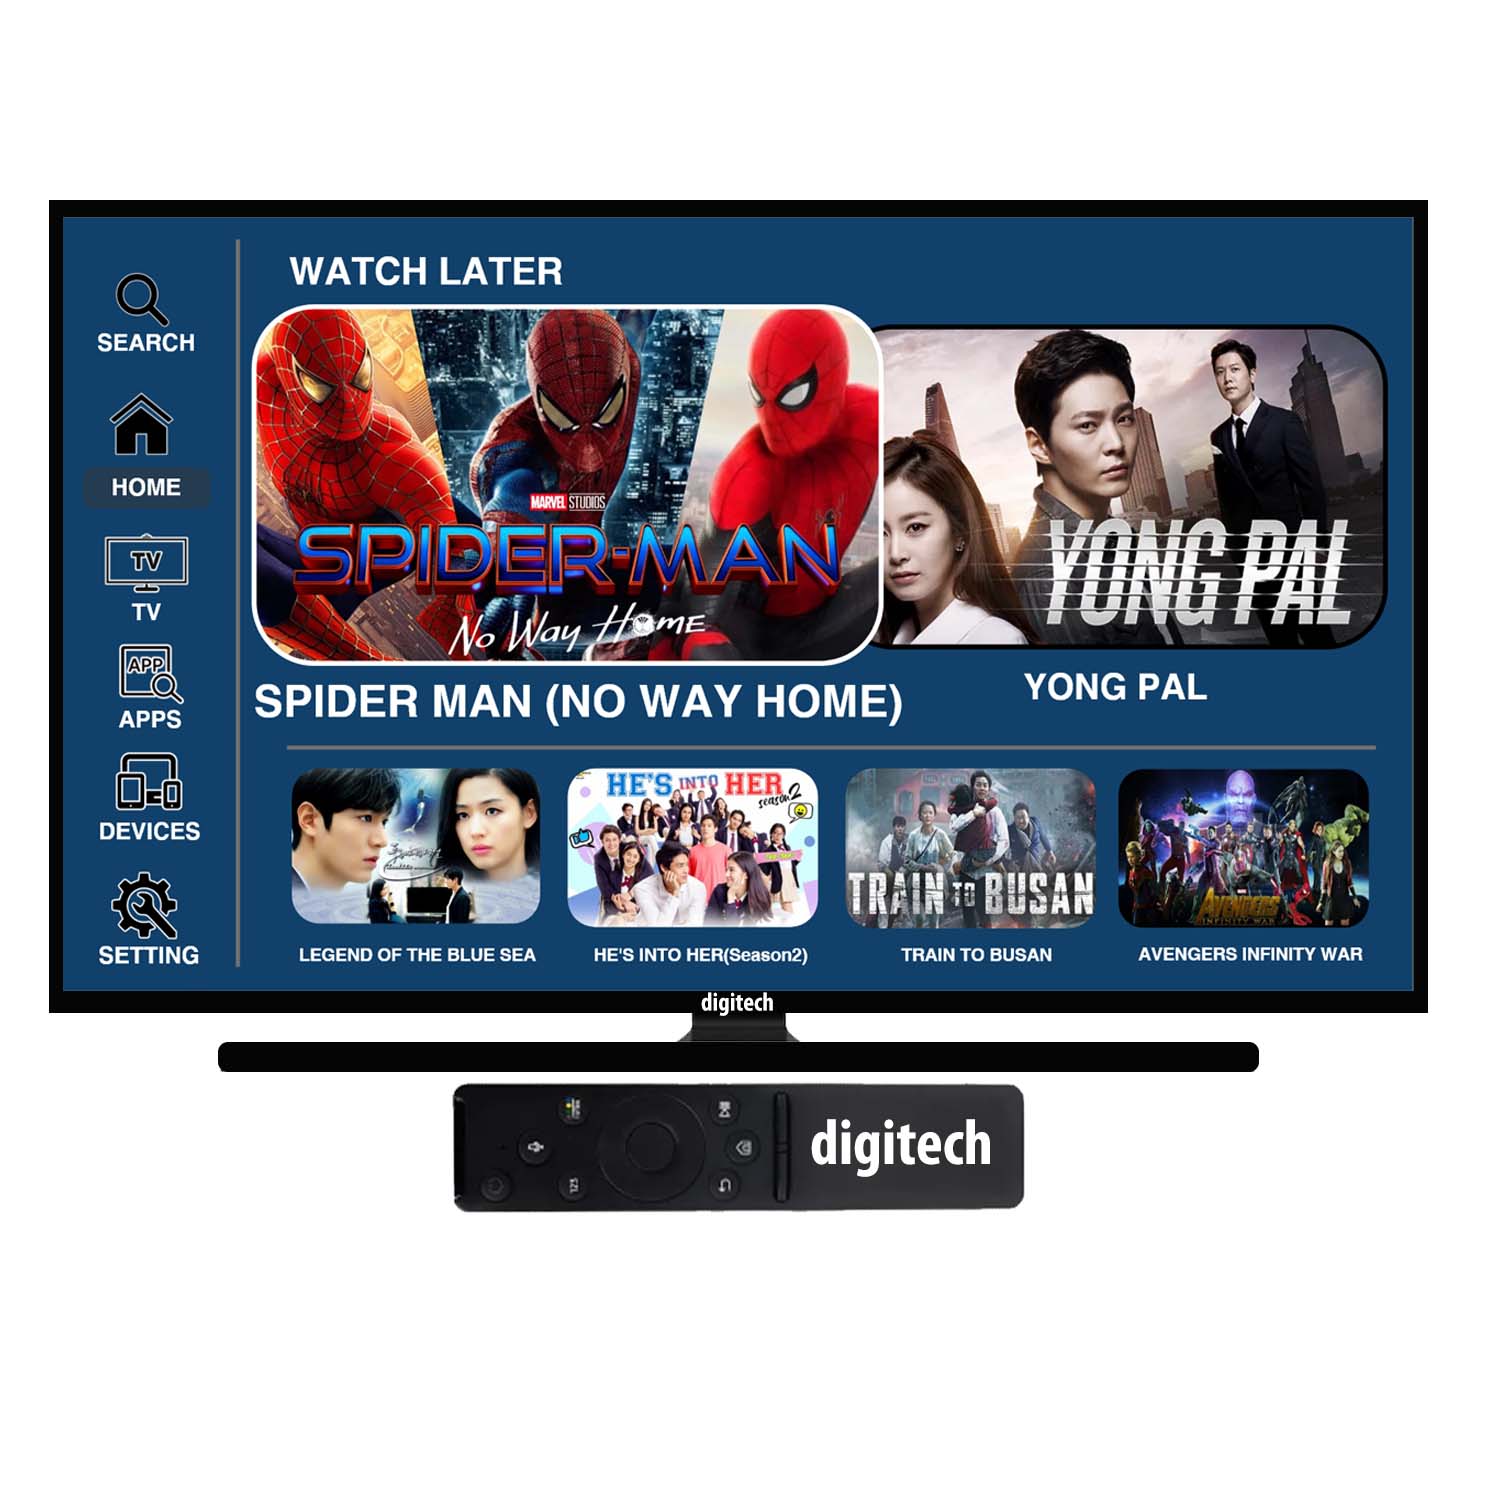 WATCH LATER
SEARCH
HOME
TV
TV
APP
APPS
DEVICES
SETTING
MARVEL STUDIOS
SPIDER-MAN
No Way Home
SPIDER MAN (NO WAY HOME)
YONG PAL
YONG PAL
LEGEND OF THE BLUE SEA
HE'S INTO HER
season 2
HE'S INTO HER(Season2)
TRAIN TO BUSAN
TRAIN TO BUSAN
AVENGERS
INFINITY WAR
AVENGERS INFINITY WAR
digitech
123
digitech